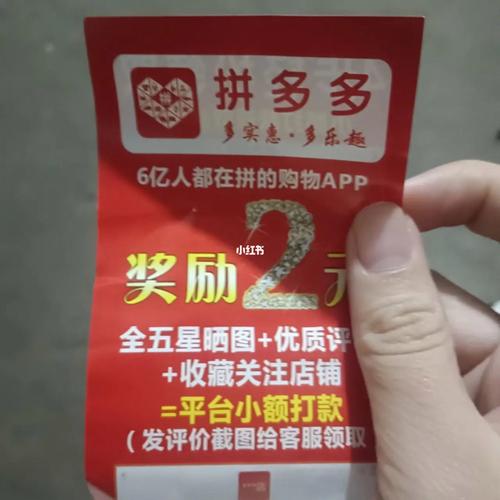 拼
拼多多
多实惠·多乐趣
6亿人都在拼的购物APP
小红书
奖励2元
全五星晒图+优质评
+收藏关注店铺
=平台小额打款
(发评价截图给客服领取